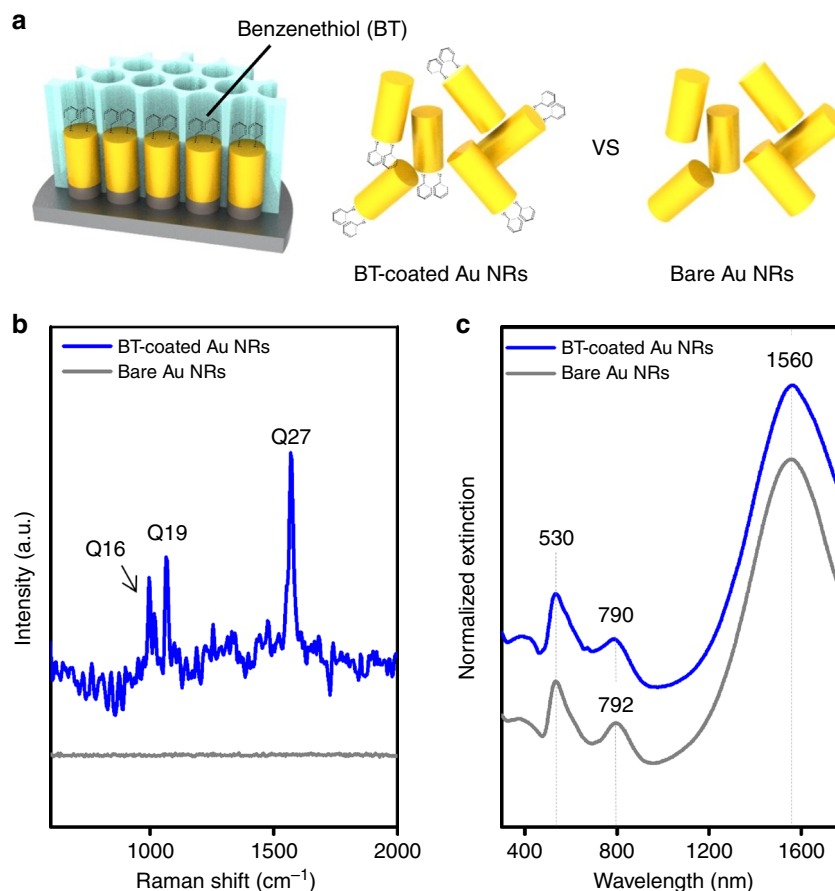 a
Benzenethiol (BT)
VS
BT-coated Au NRs
Bare Au NRs
b
BT-coated Au NRs
Bare Au NRs
Q27
Q19
Q16
Intensity (a.u.)
1000
1500
2000
Raman shift (cm⁻¹)
c
BT-coated Au NRs
Bare Au NRs
1560
530
790
792
Normalized extinction
400
800
1200
1600
Wavelength (nm)